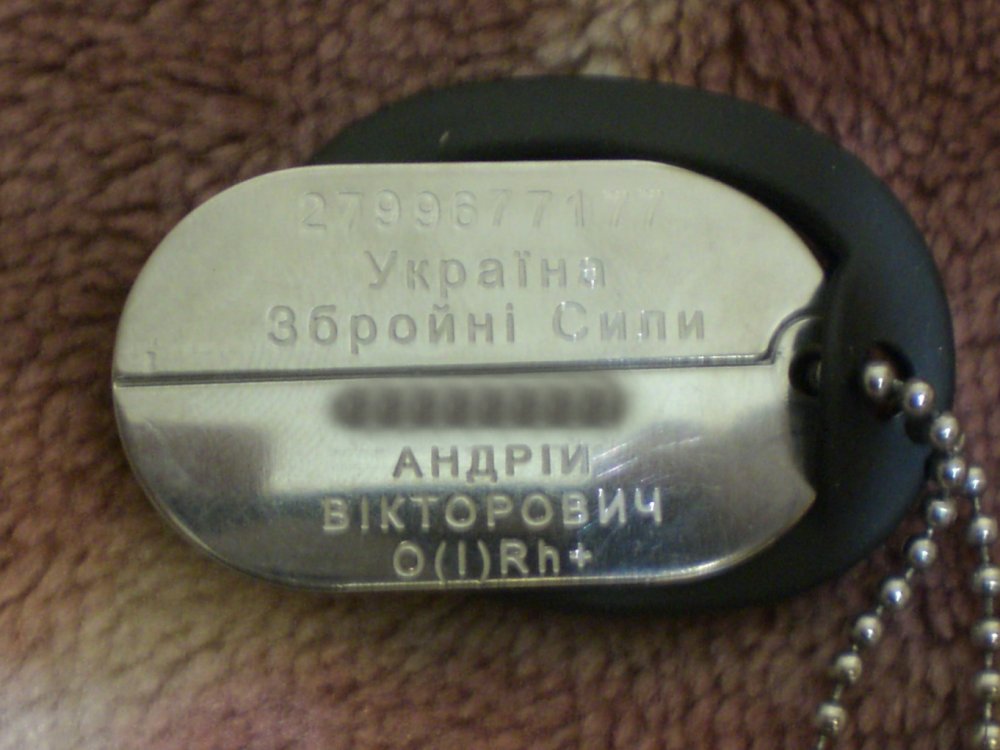 2799677177
Україна
Збройні Сили
АНДРІЙ
ВІКТОРОВИЧ
O(I)Rh+